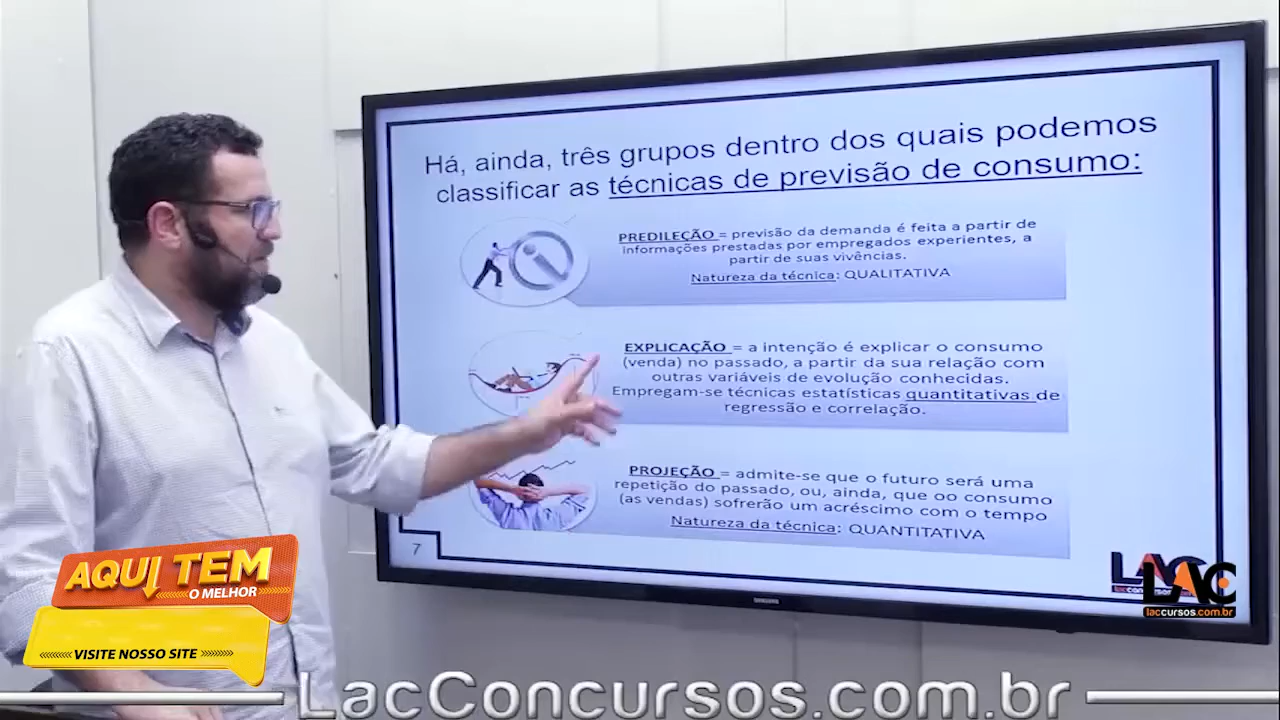 Há, ainda, três grupos dentro dos quais podemos
classificar as técnicas de previsão de consumo:
PREDILEÇÃO = previsão da demanda é feita a partir de
informações prestadas por empregados experientes, a
partir de suas vivências.
Natureza da técnica: QUALITATIVA
EXPLICAÇÃO = a intenção é explicar o consumo
(venda) no passado, a partir da sua relação com
outras variáveis de evolução conhecidas.
Empregam-se técnicas estatísticas quantitativas de
regressão e correlação.
PROJEÇÃO = admite-se que o futuro será uma
repetição do passado, ou, ainda, que oo consumo
(as vendas) sofrerão um acréscimo com o tempo
Natureza da técnica: QUANTITATIVA
7
LAC
laccursos.com.br
SAMSUNG
AQUI TEM
O MELHOR
VISITE NOSSO SITE
LacConcursos.com.br